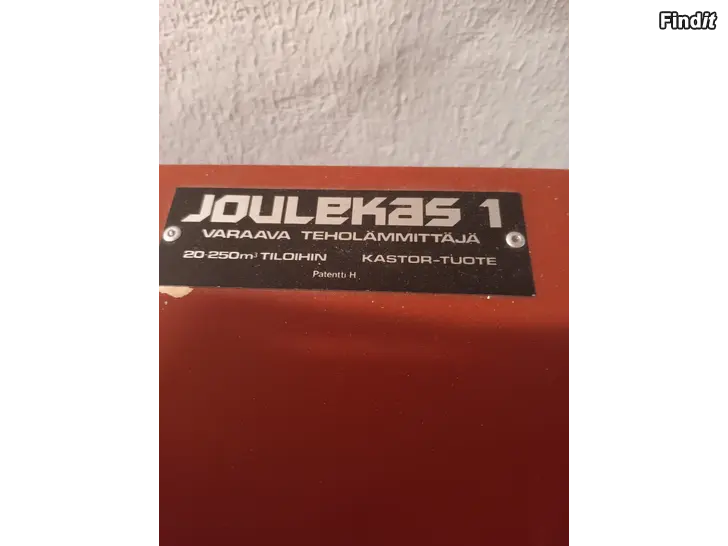 Findit
JOULEKAS 1
VARAAVA TEHOLÄMMITTÄJÄ
20-250m³ TILOIHIN KASTOR-TUOTE
Patentti H